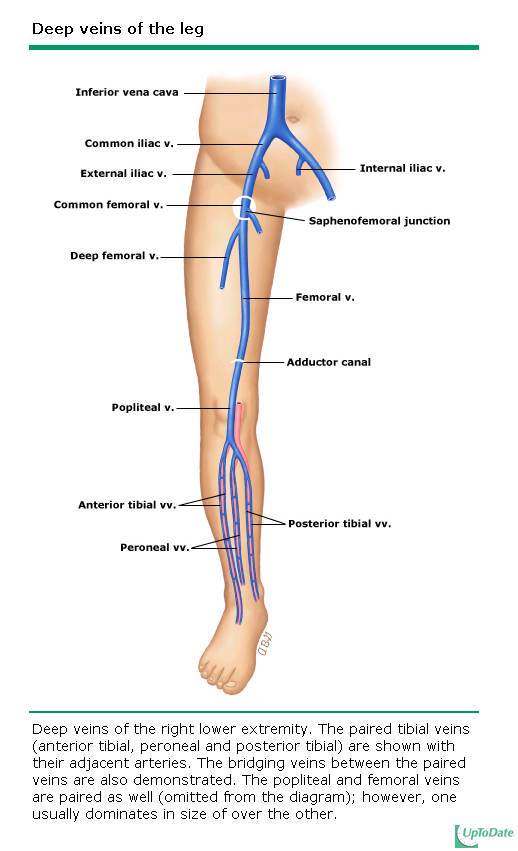 Deep veins of the leg
Inferior vena cava
Common iliac v.
External iliac v.
Internal iliac v.
Common femoral v.
Saphenofemoral junction
Deep femoral v.
Femoral v.
Adductor canal
Popliteal v.
Anterior tibial vv.
Posterior tibial vv.
Peroneal vv.
Deep veins of the right lower extremity. The paired tibial veins
(anterior tibial, peroneal and posterior tibial) are shown with
their adjacent arteries. The bridging veins between the paired
veins are also demonstrated. The popliteal and femoral veins
are paired as well (omitted from the diagram); however, one
usually dominates in size of over the other.
UpToDate